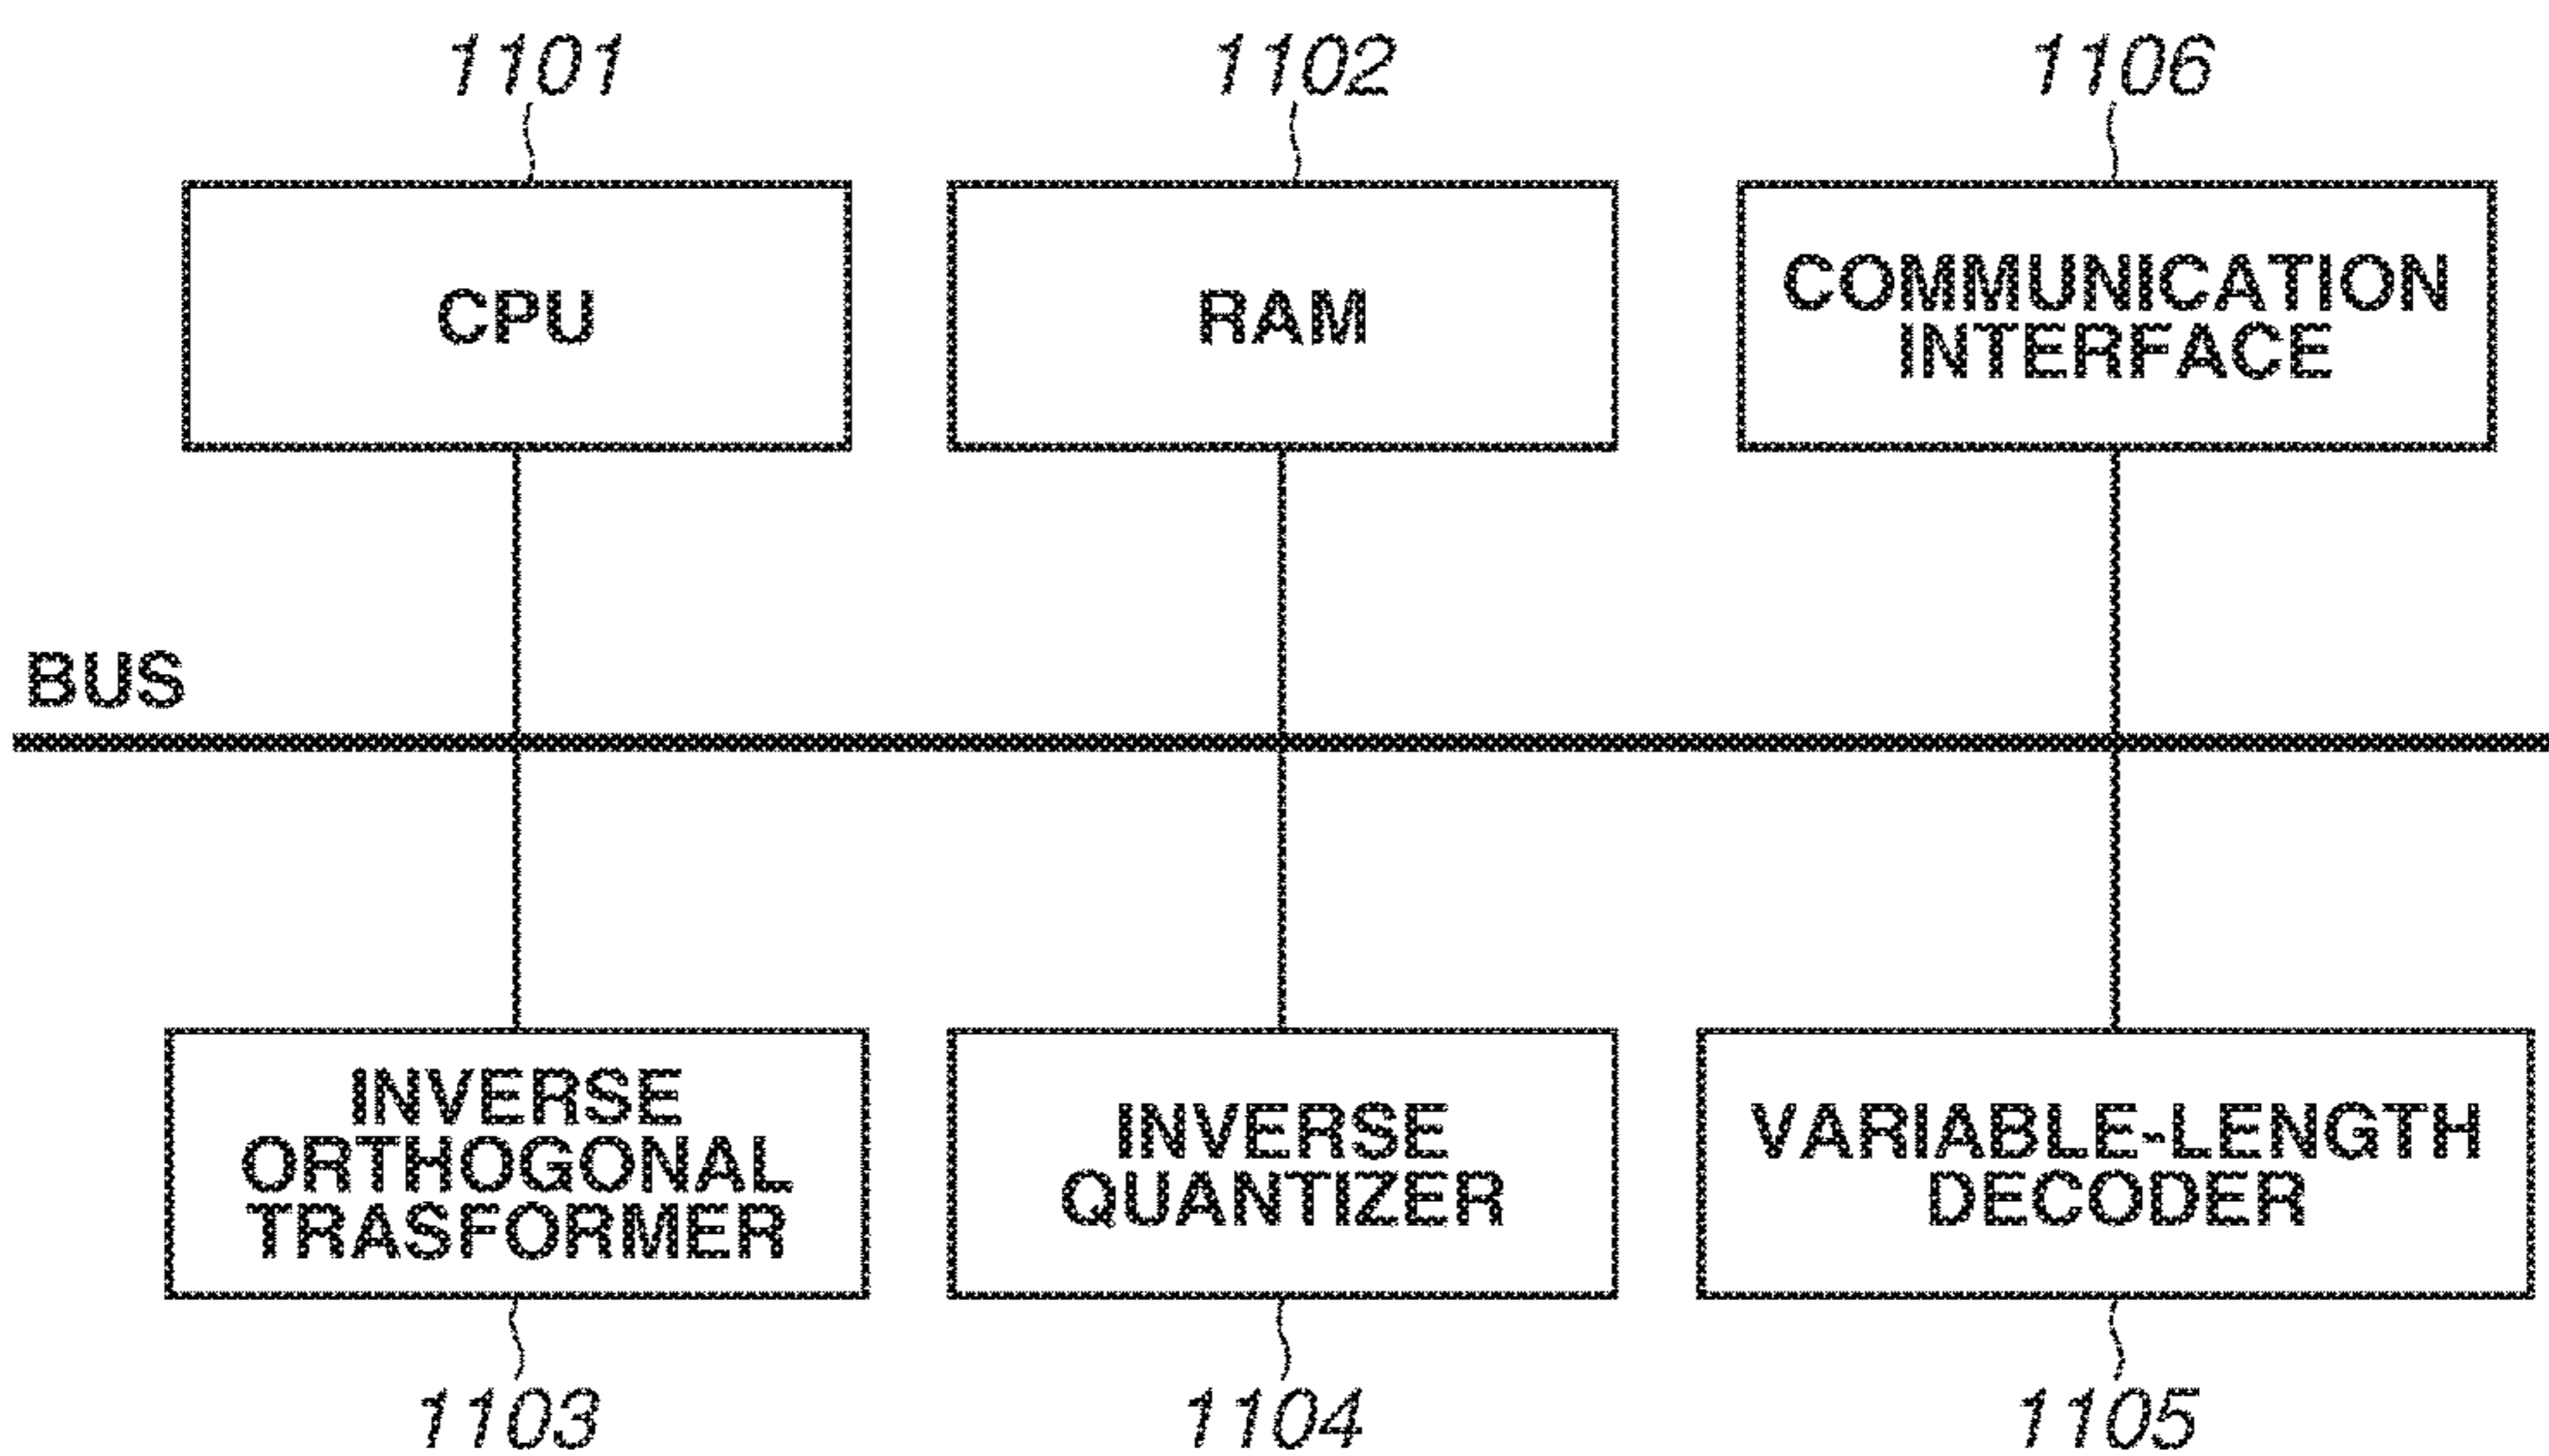 1101
1102
1106
CPU
RAM
COMMUNICATION
INTERFACE
BUS
INVERSE
ORTHOGONAL
TRASFORMER
INVERSE
QUANTIZER
VARIABLE-LENGTH
DECODER
1103
1104
1105